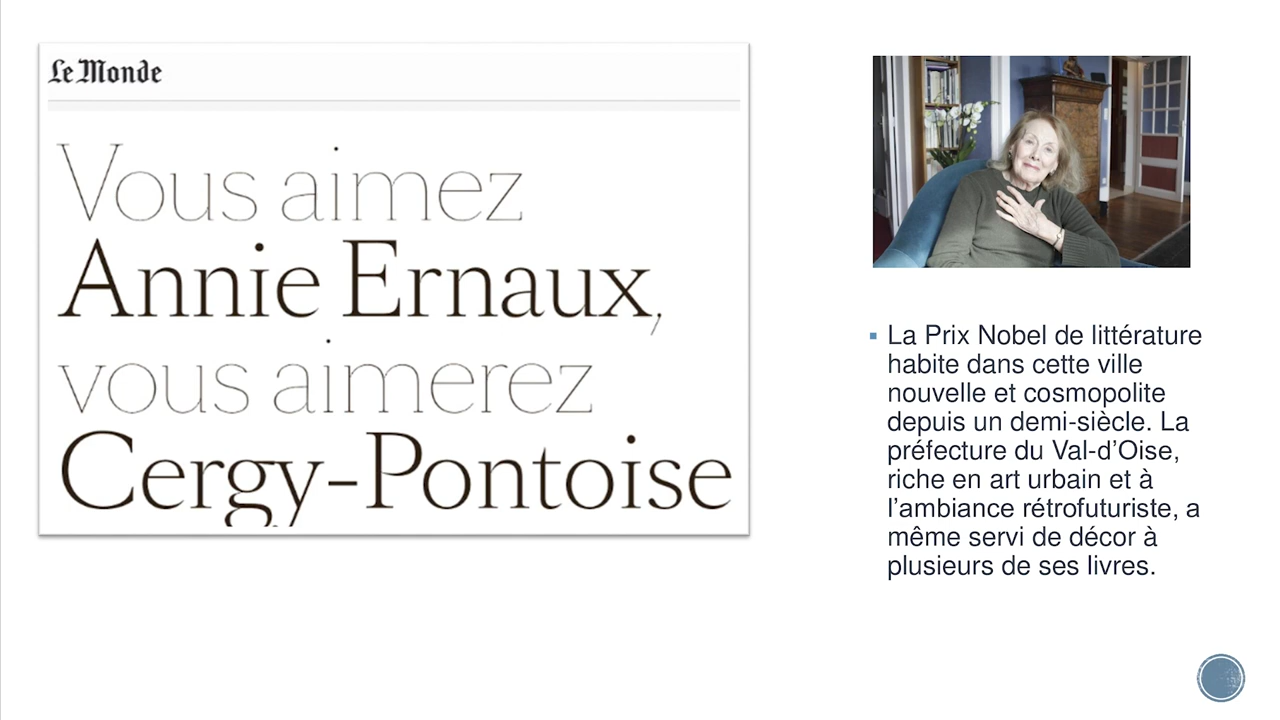 Le Monde
Vous aimez
Annie Ernaux,
vous aimerez
Cergy-Pontoise
La Prix Nobel de littérature
habite dans cette ville
nouvelle et cosmopolite
depuis un demi-siècle. La
préfecture du Val-d’Oise,
riche en art urbain et à
l’ambiance rétrofuturiste, a
même servi de décor à
plusieurs de ses livres.